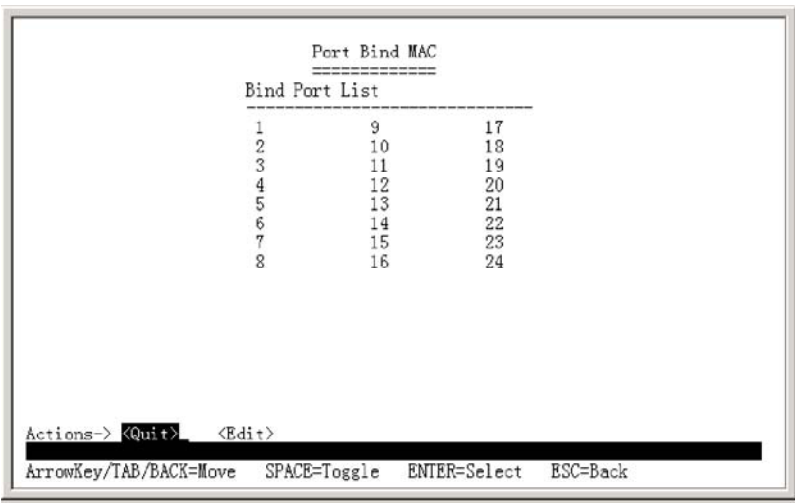 Port Bind MAC
=============
Bind Port List
------------------------------
1 9 17
2 10 18
3 11 19
4 12 20
5 13 21
6 14 22
7 15 23
8 16 24
Actions-> <Quit> <Edit>
ArrowKey/TAB/BACK=Move SPACE=Toggle ENTER=Select ESC=Back